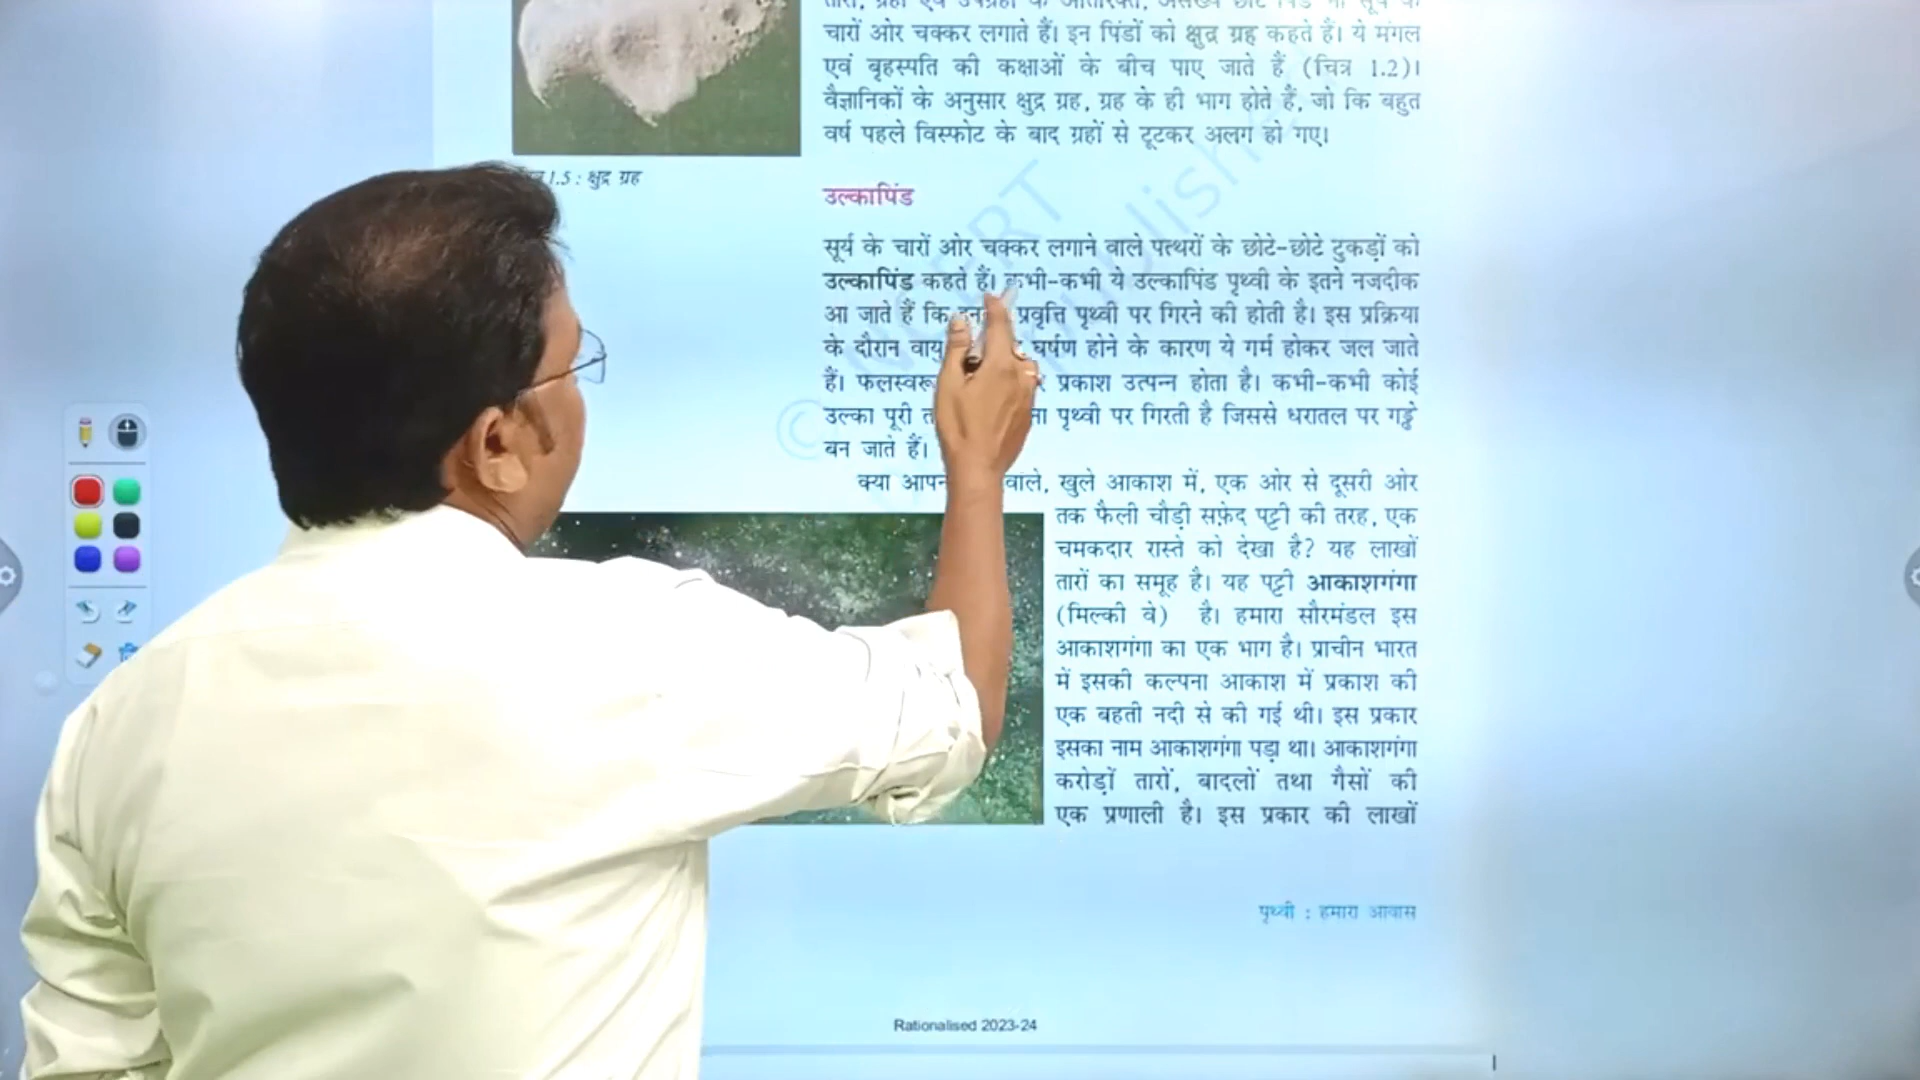 तारों, ग्रहों एवं उपग्रहों के अतिरिक्त, असंख्य छोटे पिंड भी सूर्य के
चारों ओर चक्कर लगाते हैं। इन पिंडों को क्षुद्र ग्रह कहते हैं। ये मंगल
एवं बृहस्पति की कक्षाओं के बीच पाए जाते हैं (चित्र 1.2)।
वैज्ञानिकों के अनुसार क्षुद्र ग्रह, ग्रह के ही भाग होते हैं, जो कि बहुत
वर्ष पहले विस्फोट के बाद ग्रहों से टूटकर अलग हो गए।
1.5 : क्षुद्र ग्रह
उल्कापिंड
सूर्य के चारों ओर चक्कर लगाने वाले पत्थरों के छोटे-छोटे टुकड़ों को
उल्कापिंड कहते हैं। कभी-कभी ये उल्कापिंड पृथ्वी के इतने नजदीक
आ जाते हैं कि प्रवृत्ति पृथ्वी पर गिरने की होती है। इस प्रक्रिया
के दौरान वायु घर्षण होने के कारण ये गर्म होकर जल जाते
हैं। प्रकाश उत्पन्न होता है। कभी-कभी कोई
उल्का पूरी पृथ्वी पर गिरती है जिससे धरातल पर गड्ढे
बन जाते हैं।
क्या वाले, खुले आकाश में, एक ओर से दूसरी ओर
तक फैली चौड़ी सफ़ेद पट्टी की तरह, एक
चमकदार रास्ते को देखा है? यह लाखों
तारों का समूह है। यह पट्टी आकाशगंगा
(मिल्की वे) है। हमारा सौरमंडल इस
आकाशगंगा का एक भाग है। प्राचीन भारत
में इसकी कल्पना आकाश में प्रकाश की
एक बहती नदी से की गई थी। इस प्रकार
इसका नाम आकाशगंगा पड़ा था। आकाशगंगा
करोड़ों तारों, बादलों तथा गैसों की
एक प्रणाली है। इस प्रकार की लाखों
पृथ्वी : हमारा आवास
Rationalised 2023-24